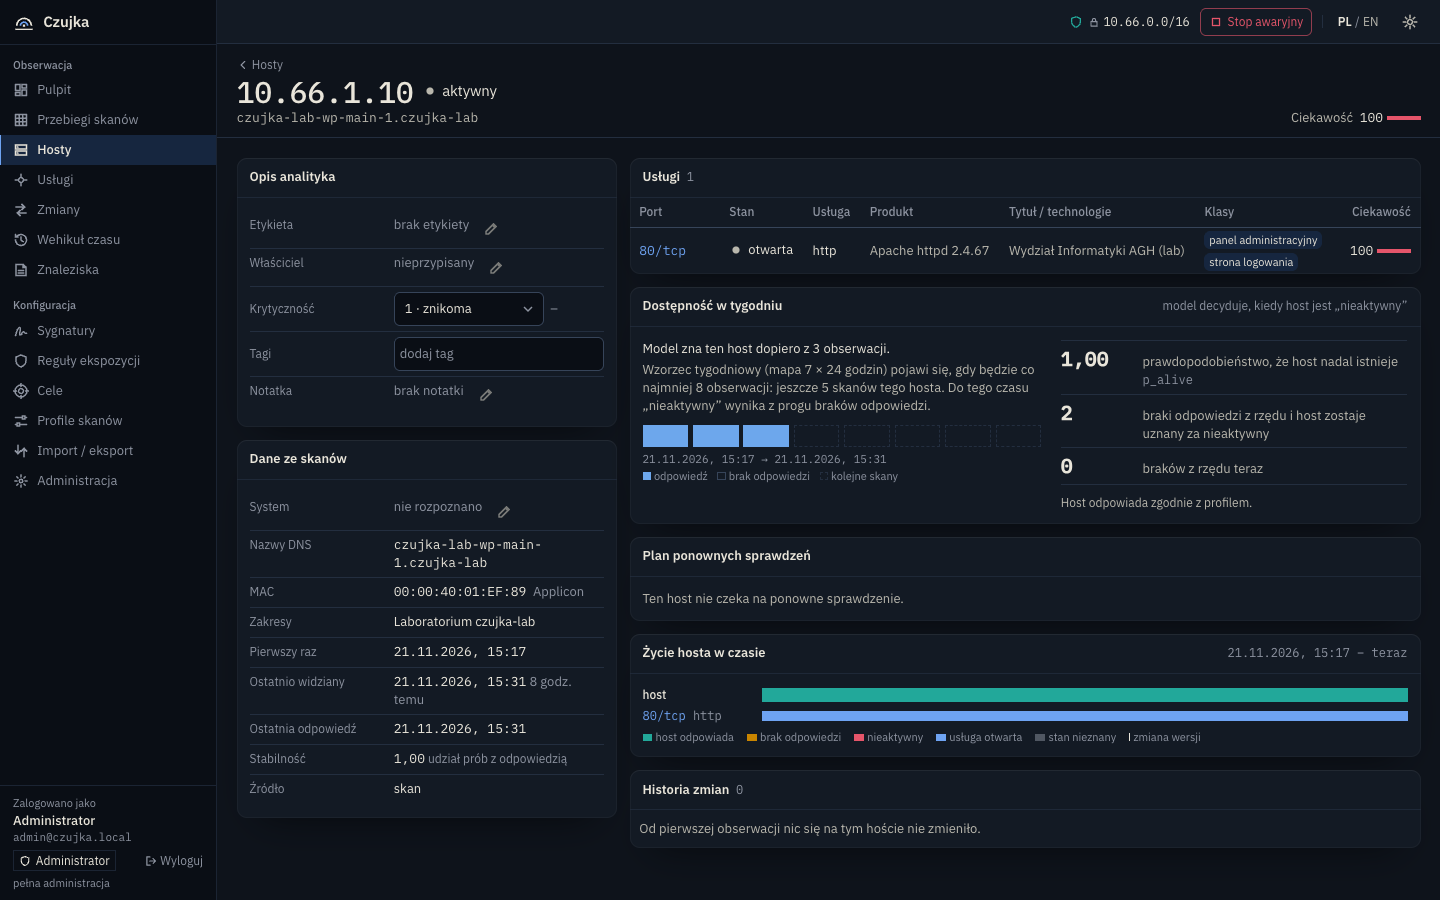 Czujka
10.66.0.0/16
Stop awaryjny
PL / EN
Obserwacja
Pulpit
Przebiegi skanów
Hosty
Usługi
Zmiany
Wehikuł czasu
Znaleziska
Konfiguracja
Sygnatury
Reguły ekspozycji
Cele
Profile skanów
Import / eksport
Administracja
Zalogowano jako
Administrator
admin@czujka.local
Administrator
Wyloguj
pełna administracja
Hosty
10.66.1.10 aktywny
czujka-lab-wp-main-1.czujka-lab
Ciekawość 100
Opis analityka
Etykieta brak etykiety
Właściciel nieprzypisany
Krytyczność 1 · znikoma –
Tagi dodaj tag
Notatka brak notatki
Dane ze skanów
System nie rozpoznano
Nazwy DNS czujka-lab-wp-main-
1.czujka-lab
MAC 00:00:40:01:EF:89 Applicon
Zakresy Laboratorium czujka-lab
Pierwszy raz 21.11.2026, 15:17
Ostatnio widziany 21.11.2026, 15:31 8 godz.
temu
Ostatnia odpowiedź 21.11.2026, 15:31
Stabilność 1,00 udział prób z odpowiedzią
Źródło skan
Usługi 1
Port Stan Usługa Produkt Tytuł / technologie Klasy Ciekawość
80/tcp otwarta http Apache httpd 2.4.67 Wydział Informatyki AGH (lab) panel administracyjny 100
strona logowania
Dostępność w tygodniu
model decyduje, kiedy host jest „nieaktywny”
Model zna ten host dopiero z 3 obserwacji.
Wzorzec tygodniowy (mapa 7 × 24 godzin) pojawi się, gdy będzie co
najmniej 8 obserwacji: jeszcze 5 skanów tego hosta. Do tego czasu
„nieaktywny” wynika z progu braków odpowiedzi.
21.11.2026, 15:17 → 21.11.2026, 15:31
odpowiedź brak odpowiedzi kolejne skany
1,00 prawdopodobieństwo, że host nadal istnieje
p_alive
2 braki odpowiedzi z rzędu i host zostaje
uznany za nieaktywny
0 braków z rzędu teraz
Host odpowiada zgodnie z profilem.
Plan ponownych sprawdzeń
Ten host nie czeka na ponowne sprawdzenie.
Życie hosta w czasie
21.11.2026, 15:17 – teraz
host
80/tcp http
host odpowiada brak odpowiedzi nieaktywny usługa otwarta stan nieznany zmiana wersji
Historia zmian 0
Od pierwszej obserwacji nic się na tym hoście nie zmieniło.